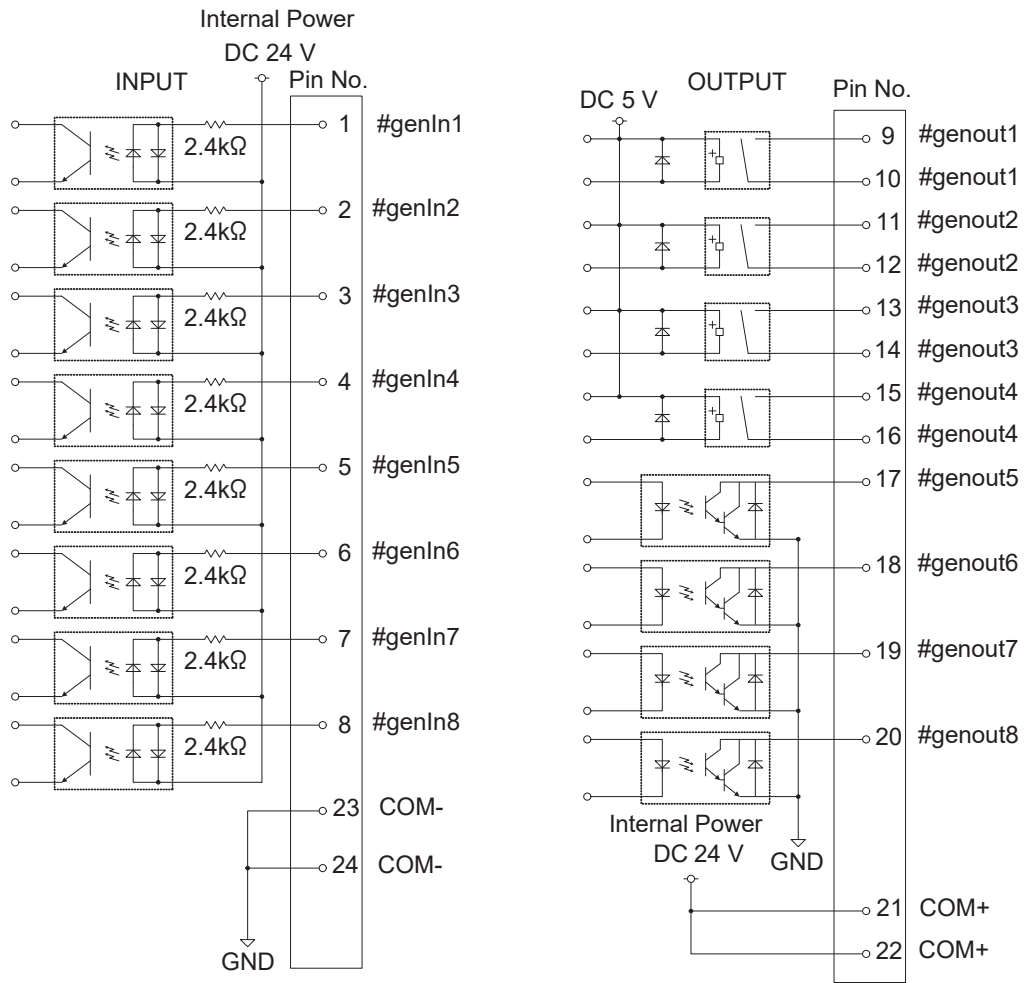 Internal Power
DC 24 V
INPUT
Pin No.
1 #genIn1
2.4kΩ
2 #genIn2
2.4kΩ
3 #genIn3
2.4kΩ
4 #genIn4
2.4kΩ
5 #genIn5
2.4kΩ
6 #genIn6
2.4kΩ
7 #genIn7
2.4kΩ
8 #genIn8
2.4kΩ
23 COM-
24 COM-
GND
OUTPUT
DC 5 V
Pin No.
9 #genout1
10 #genout1
11 #genout2
12 #genout2
13 #genout3
14 #genout3
15 #genout4
16 #genout4
17 #genout5
18 #genout6
19 #genout7
20 #genout8
Internal Power
DC 24 V
GND
21 COM+
22 COM+